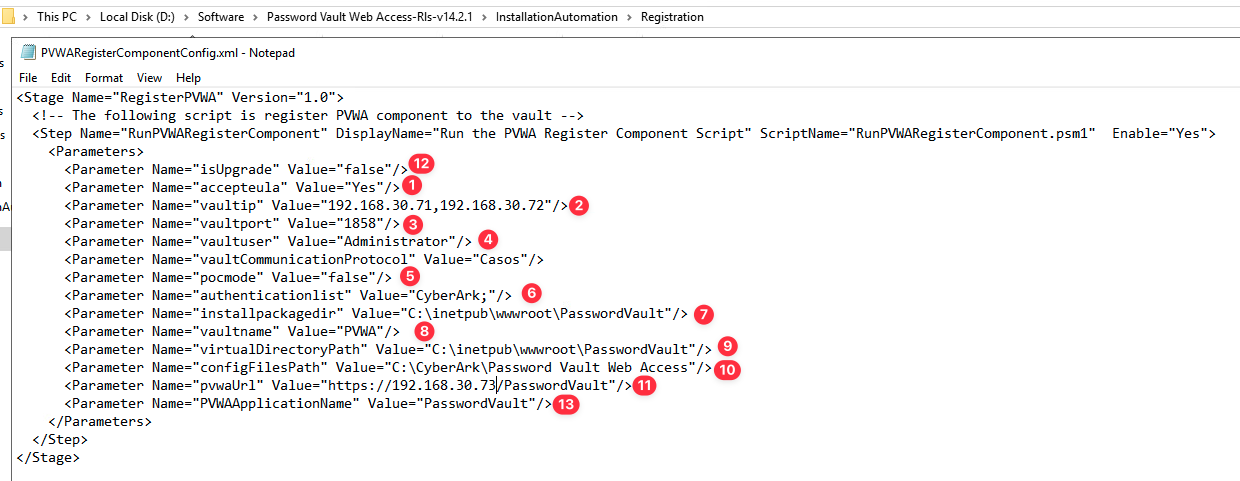 This PC > Local Disk (D:) > Software > Password Vault Web Access-Rls-v14.2.1 > InstallationAutomation > Registration
PVWARegisterComponentConfig.xml - Notepad
File Edit Format View Help
<Stage Name="RegisterPVWA" Version="1.0">
<!-- The following script is register PVWA component to the vault -->
<Step Name="RunPVWARegisterComponent" DisplayName="Run the PVWA Register Component Script" ScriptName="RunPVWARegisterComponent.psm1"  Enable="Yes">
<Parameters>
<Parameter Name="isUpgrade" Value="false"/> 12
<Parameter Name="accepteula" Value="Yes"/> 1
<Parameter Name="vaultip" Value="192.168.30.71,192.168.30.72"/> 2
<Parameter Name="vaultport" Value="1858"/> 3
<Parameter Name="vaultuser" Value="Administrator"/> 4
<Parameter Name="vaultCommunicationProtocol" Value="Casos"/>
<Parameter Name="pocmode" Value="false"/> 5
<Parameter Name="authenticationlist" Value="CyberArk;"/> 6
<Parameter Name="installpackagedir" Value="C:\inetpub\wwwroot\PasswordVault"/> 7
<Parameter Name="vaultname" Value="PVWA"/> 8
<Parameter Name="virtualDirectoryPath" Value="C:\inetpub\wwwroot\PasswordVault"/> 9
<Parameter Name="configFilesPath" Value="C:\CyberArk\Password Vault Web Access"/> 10
<Parameter Name="pvwaUrl" Value="https://192.168.30.73/PasswordVault"/> 11
<Parameter Name="PVWAApplicationName" Value="PasswordVault"/> 13
</Parameters>
</Step>
</Stage>